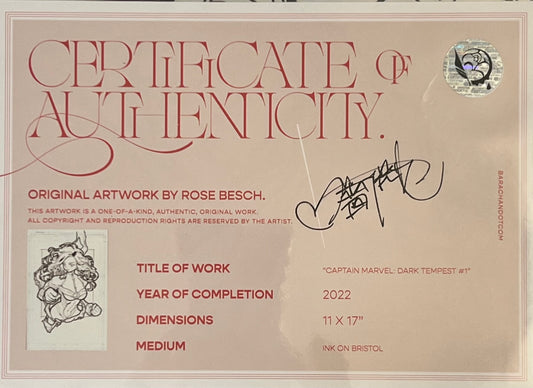 CERTIFICATE OF
AUTHENTICITY.
ORIGINAL ARTWORK BY ROSE BESCH.
THIS ARTWORK IS A ONE-OF-A-KIND, AUTHENTIC, ORIGINAL WORK.
ALL COPYRIGHT AND REPRODUCTION RIGHTS ARE RESERVED BY THE ARTIST.
BARACHANDOTCOM
TITLE OF WORK "CAPTAIN MARVEL: DARK TEMPEST #1"
YEAR OF COMPLETION 2022
DIMENSIONS 11 X 17"
MEDIUM INK ON BRISTOL